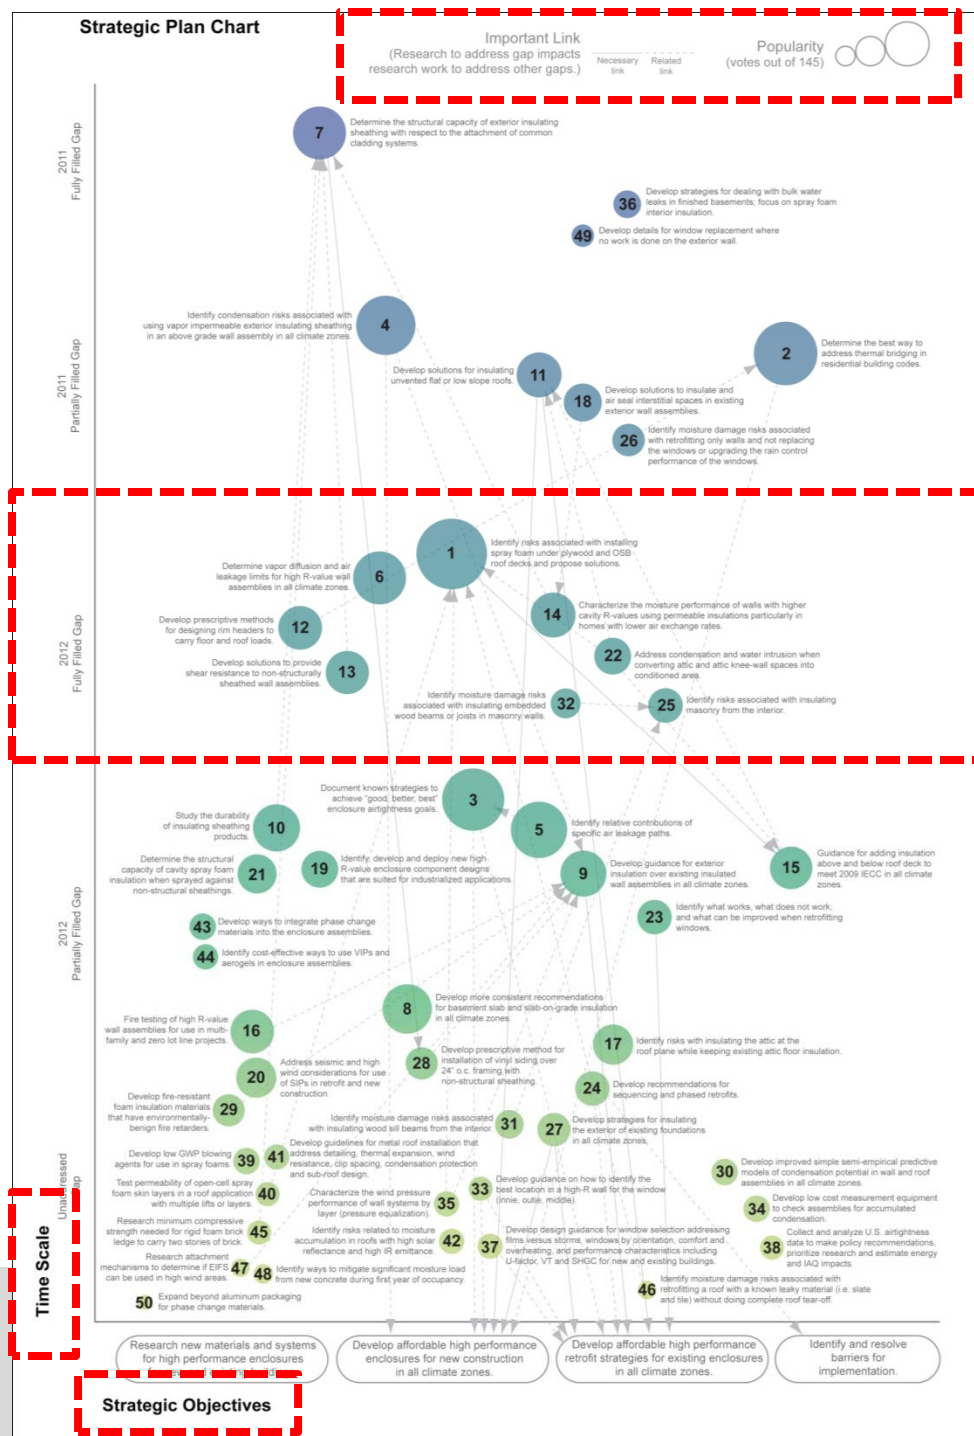 Strategic Plan Chart
Important Link
(Research to address gap impacts
research work to address other gaps.)
Necessary
link
Related
link
Popularity
(votes out of 145)
2011
Fully Filled Gap
7
Determine the structural capacity of exterior insulating
sheathing with respect to the attachment of common
cladding systems.
36
Develop strategies for dealing with bulk water
leaks in finished basements; focus on spray foam
interior insulation.
49
Develop details for window replacement where
no work is done on the exterior wall.
2011
Partially Filled Gap
Identify condensation risks associated with
using vapor impermeable exterior insulating sheathing
in an above grade wall assembly in all climate zones.
4
2
Determine the best way to
address thermal bridging in
residential building codes.
Develop solutions for insulating
unvented flat pr low slope roofs.
11
18
Develop solutions to insulate and
air seal interstitial spaces in existing
exterior wall assemblies.
26
Identify moisture damage risks associated
with retrofitting only walls and not replacing
the windows or upgrading the rain control
performance of the windows.
2012
Fully Filled Gap
1
Identify risks associated with installing
spray foam under plywood and OSB
roof decks and propose solutions.
Determine vapor diffusion and air
leakage limits for high R-value wall
assemblies in all climate zones.
6
Develop prescriptive methods
for designing rim headers to
carry floor and roof loads.
12
14
Characterize the moisture performance of walls with higher
cavity R-values using permeable insulations particularly in
homes with lower air exchange rates.
Develop solutions to provide
shear resistance to non-structurally
sheathed wall assemblies.
13
22
Address condensation and water intrusion when
converting attic and attic knee-wall spaces into
conditioned area.
Identify moisture damage risks
associated with insulating embedded
wood beams or joists in masonry walls.
32
25
Identify risks associated with insulating
masonry from the interior.
2012
Partially Filled Gap
Document known strategies to
achieve "good, better, best"
enclosure airtightness goals.
3
Study the durability
of insulating sheathing
products.
10
5
Identify relative contributions of
specific air leakage paths.
Determine the structural
capacity of cavity spray foam
insulation when sprayed against
non-structural sheathings.
21
19
Identify, develop and deploy new high
R-value enclosure component designs
that are suited for industrialized applications.
9
Develop guidance for exterior
insulation over existing insulated
wall assemblies in all climate zones.
15
Guidance for adding insulation
above and below roof deck to
meet 2009 IECC in all climate
zones.
43
Develop ways to integrate phase change
materials into the enclosure assemblies.
23
Identify what works, what does not work,
and what can be improved when retrofitting
windows.
44
Identify cost-effective ways to use VIPs and
aerogels in enclosure assemblies.
8
Develop more consistent recommendations
for basement slab and slab-on-grade insulation
in all climate zones.
Fire testing of high R-value
wall assemblies for use in multi-
family and zero lot line projects.
16
17
Identify risks with insulating the attic at the
roof plane while keeping existing attic floor insulation.
20
Address seismic and high
wind considerations for use
of SIPs in retrofit and new
construction.
28
Develop prescriptive method for
installation of vinyl siding over
24" o.c. framing with
non-structural sheathing.
24
Develop recommendations for
sequencing and phased retrofits.
Develop fire-resistant
foam insulation materials
that have environmentally-
benign fire retarders.
29
Identify moisture damage risks associated
with insulating wood sill beams from the interior
31
27
Develop strategies for insulating
the exterior of existing foundations
in all climate zones,
Unaddressed
Develop low GWP blowing
agents for use in spray foams.
39
41
Develop guidelines for metal roof installation that
address detailing, thermal expansion, wind
resistance, clip spacing, condensation protection
and sub-roof design.
30
Develop improved simple semi-empirical predictive
models of condensation potential in wall and roof
assemblies in all climate zones.
Test permeability of open-cell spray
foam skin layers in a roof application
with multiple lifts or layers.
40
Characterize the wind pressure
performance of wall systems by
layer (pressure equalization).
35
33
Develop guidance on how to identify the
best location in a high-R wall for the window
(innie, outie, middle).
34
Develop low cost measurement equipment
to check assemblies for accumulated
condensation.
Research minimum compressive
strength needed for rigid foam brick
ledge to carry two stories of brick.
45
Identify risks related to moisture
accumulation in roofs with high solar
reflectance and high IR emittance.
42
37
Develop design guidance for window selection addressing
films versus storms, windows by orientation, comfort and
overheating, and performance characteristics including
U-factor, VT and SHGC for new and existing buildings.
38
Collect and analyze U.S. airtightness
data to make policy recommendations,
prioritize research and estimate energy
and IAQ impacts.
Research attachment
mechanisms to determine if EIFS
can be used in high wind areas.
47
48
Identify ways to mitigate significant moisture load
from new concrete during first year of occupancy.
46
Identify moisture damage risks associated with
retrofitting a roof with a known leaky material (i.e. slate
and tile) without doing complete roof tear-off.
50
Expand beyond aluminum packaging
for phase change materials.
Time Scale
Research new materials and systems
for high performance enclosures
Develop affordable high performance
enclosures for new construction
in all climate zones.
Develop affordable high performance
retrofit strategies for existing enclosures
in all climate zones.
Identify and resolve
barriers for
implementation.
Strategic Objectives